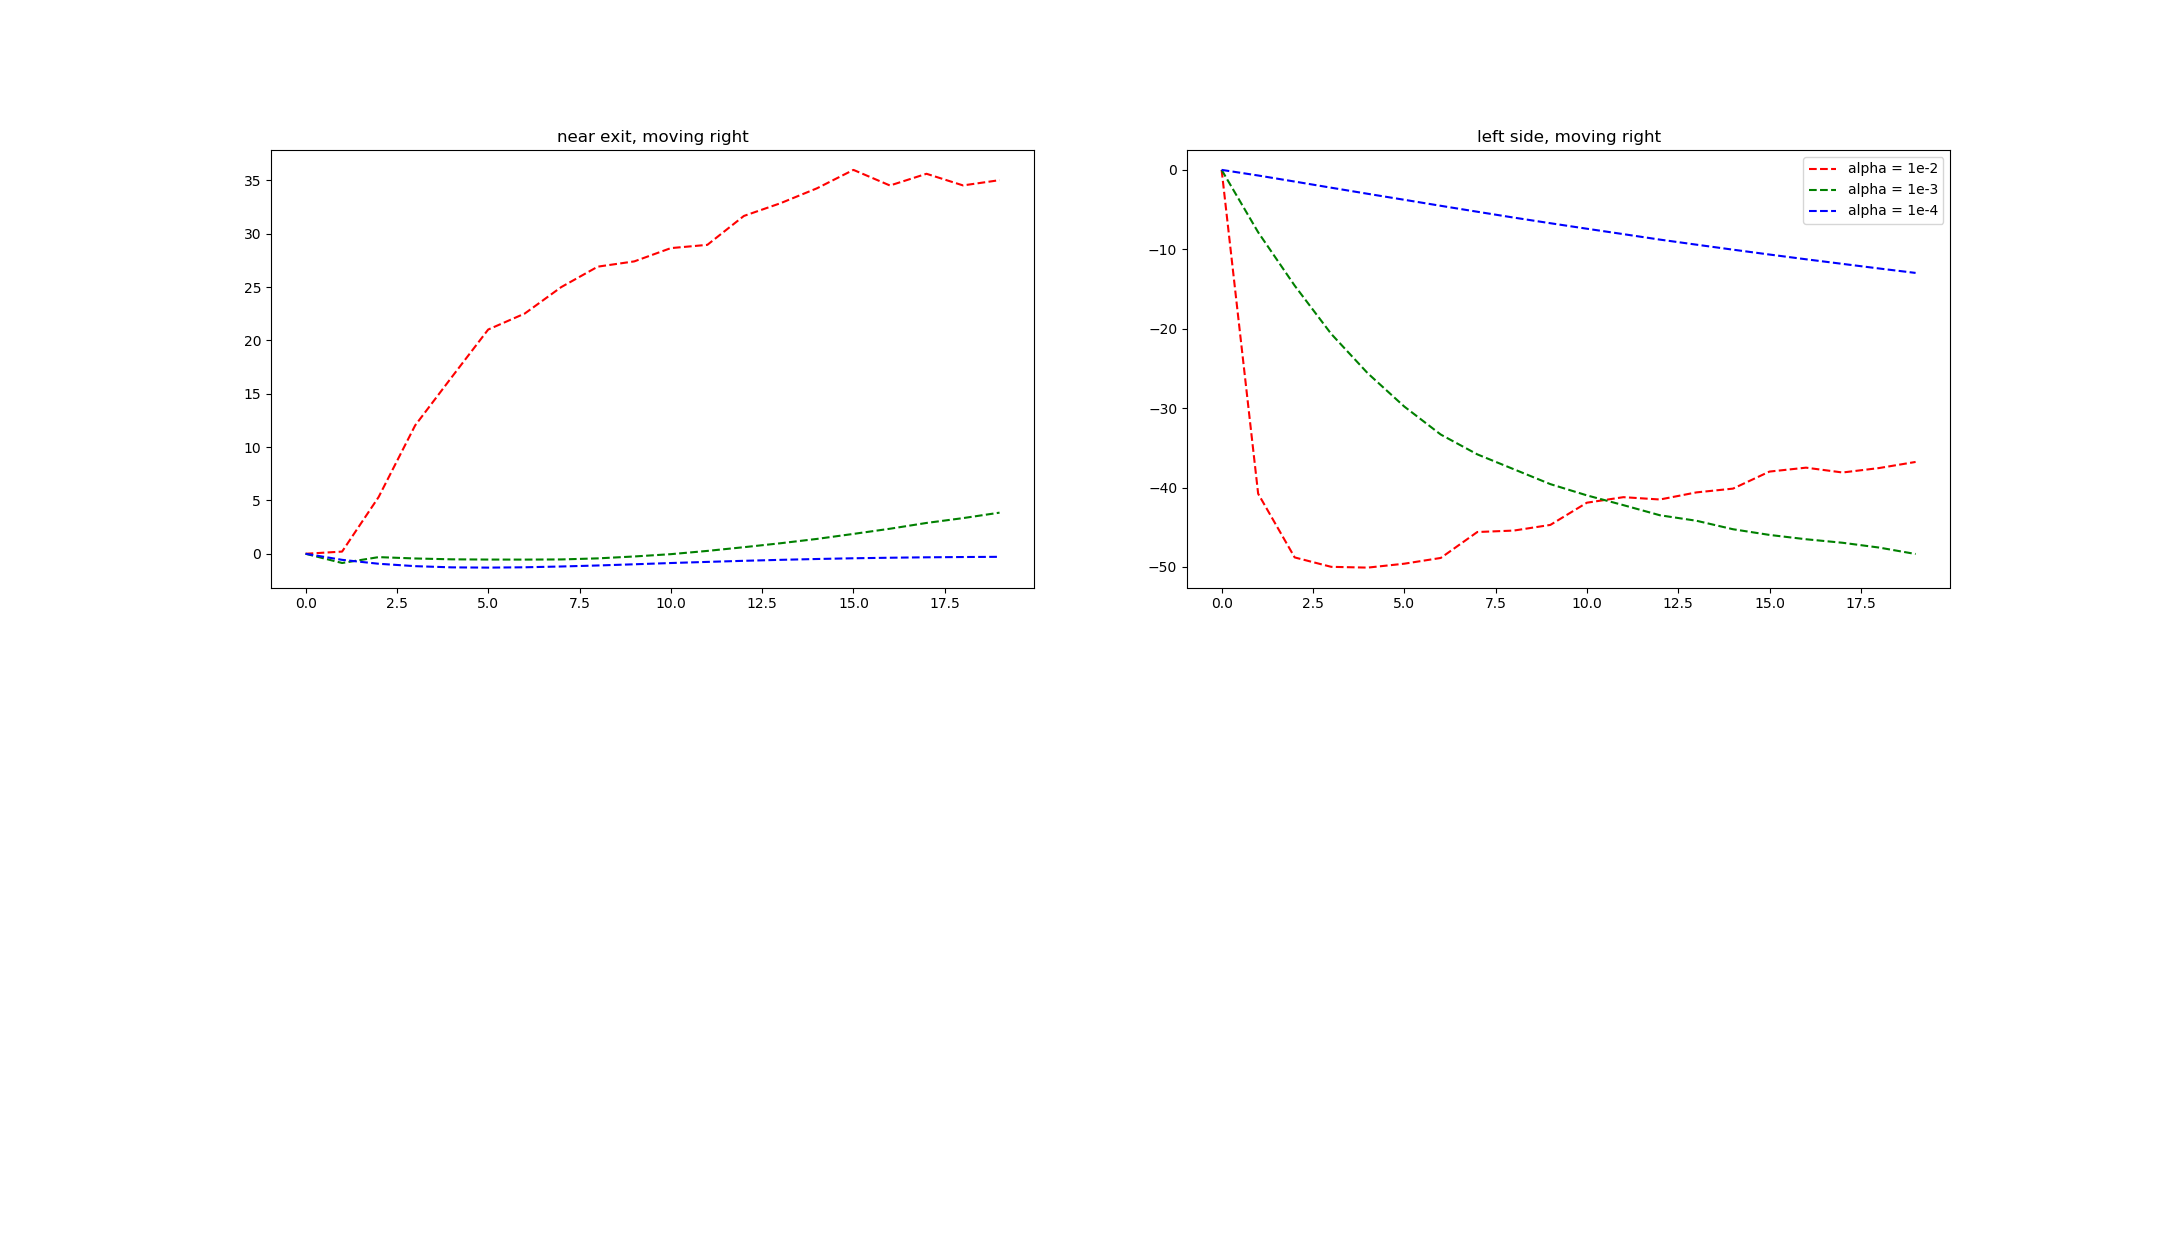 near exit, moving right
35
30
25
20
15
10
5
0
0.0 2.5 5.0 7.5 10.0 12.5 15.0 17.5
left side, moving right
alpha = 1e-2
alpha = 1e-3
alpha = 1e-4
0
−10
−20
−30
−40
−50
0.0 2.5 5.0 7.5 10.0 12.5 15.0 17.5